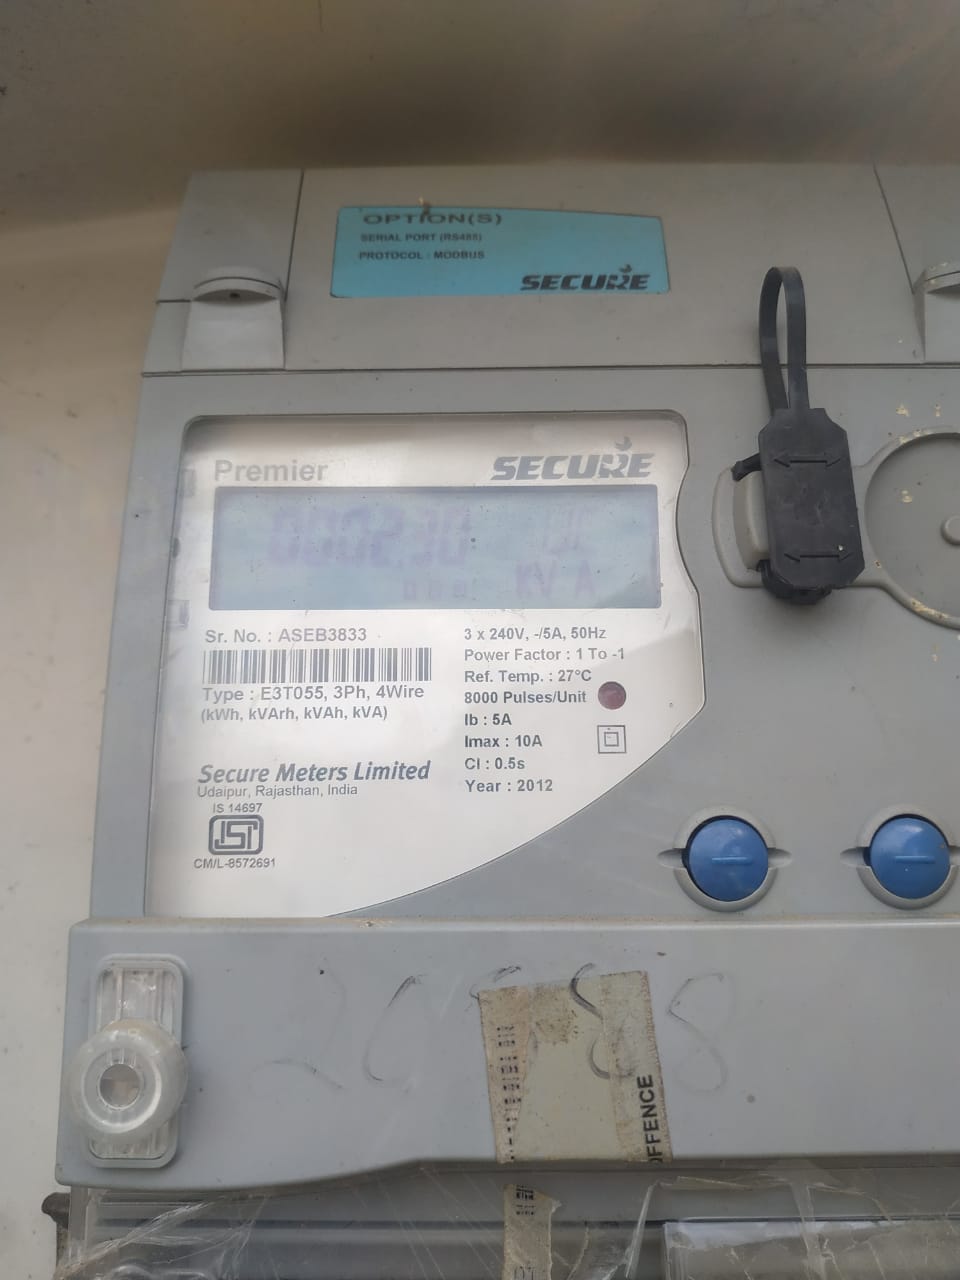 OPTION(S)
SERIAL PORT (RS485)
PROTOCOL : MODBUS
SECURE
Premier
SECURE
kVA
Sr. No. : ASEB3833
Type : E3T055, 3Ph, 4Wire
(kWh, kVArh, kVAh, kVA)
3 x 240V, -/5A, 50Hz
Power Factor : 1 To -1
Ref. Temp. : 27°C
8000 Pulses/Unit
Ib : 5A
Imax : 10A
Cl : 0.5s
Year : 2012
Secure Meters Limited
Udaipur, Rajasthan, India
IS 14697
ISI
CM/L-8572691
OFFENCE